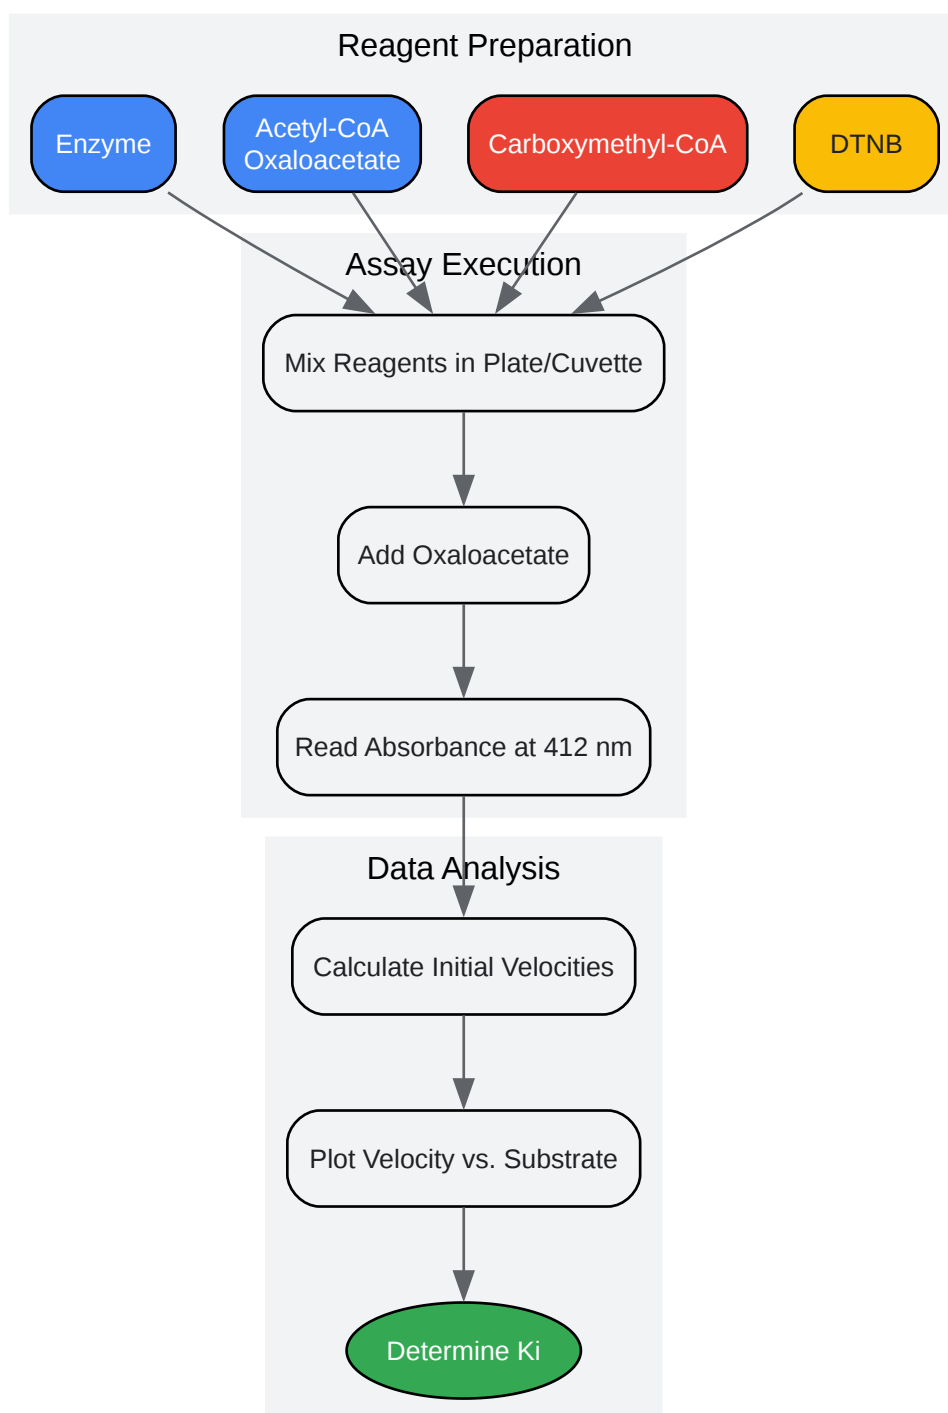 Reagent Preparation
Enzyme
Acetyl-CoA
Oxaloacetate
Carboxymethyl-CoA
DTNB
Assay Execution
Mix Reagents in Plate/Cuvette
Add Oxaloacetate
Read Absorbance at 412 nm
Data Analysis
Calculate Initial Velocities
Plot Velocity vs. Substrate
Determine Ki